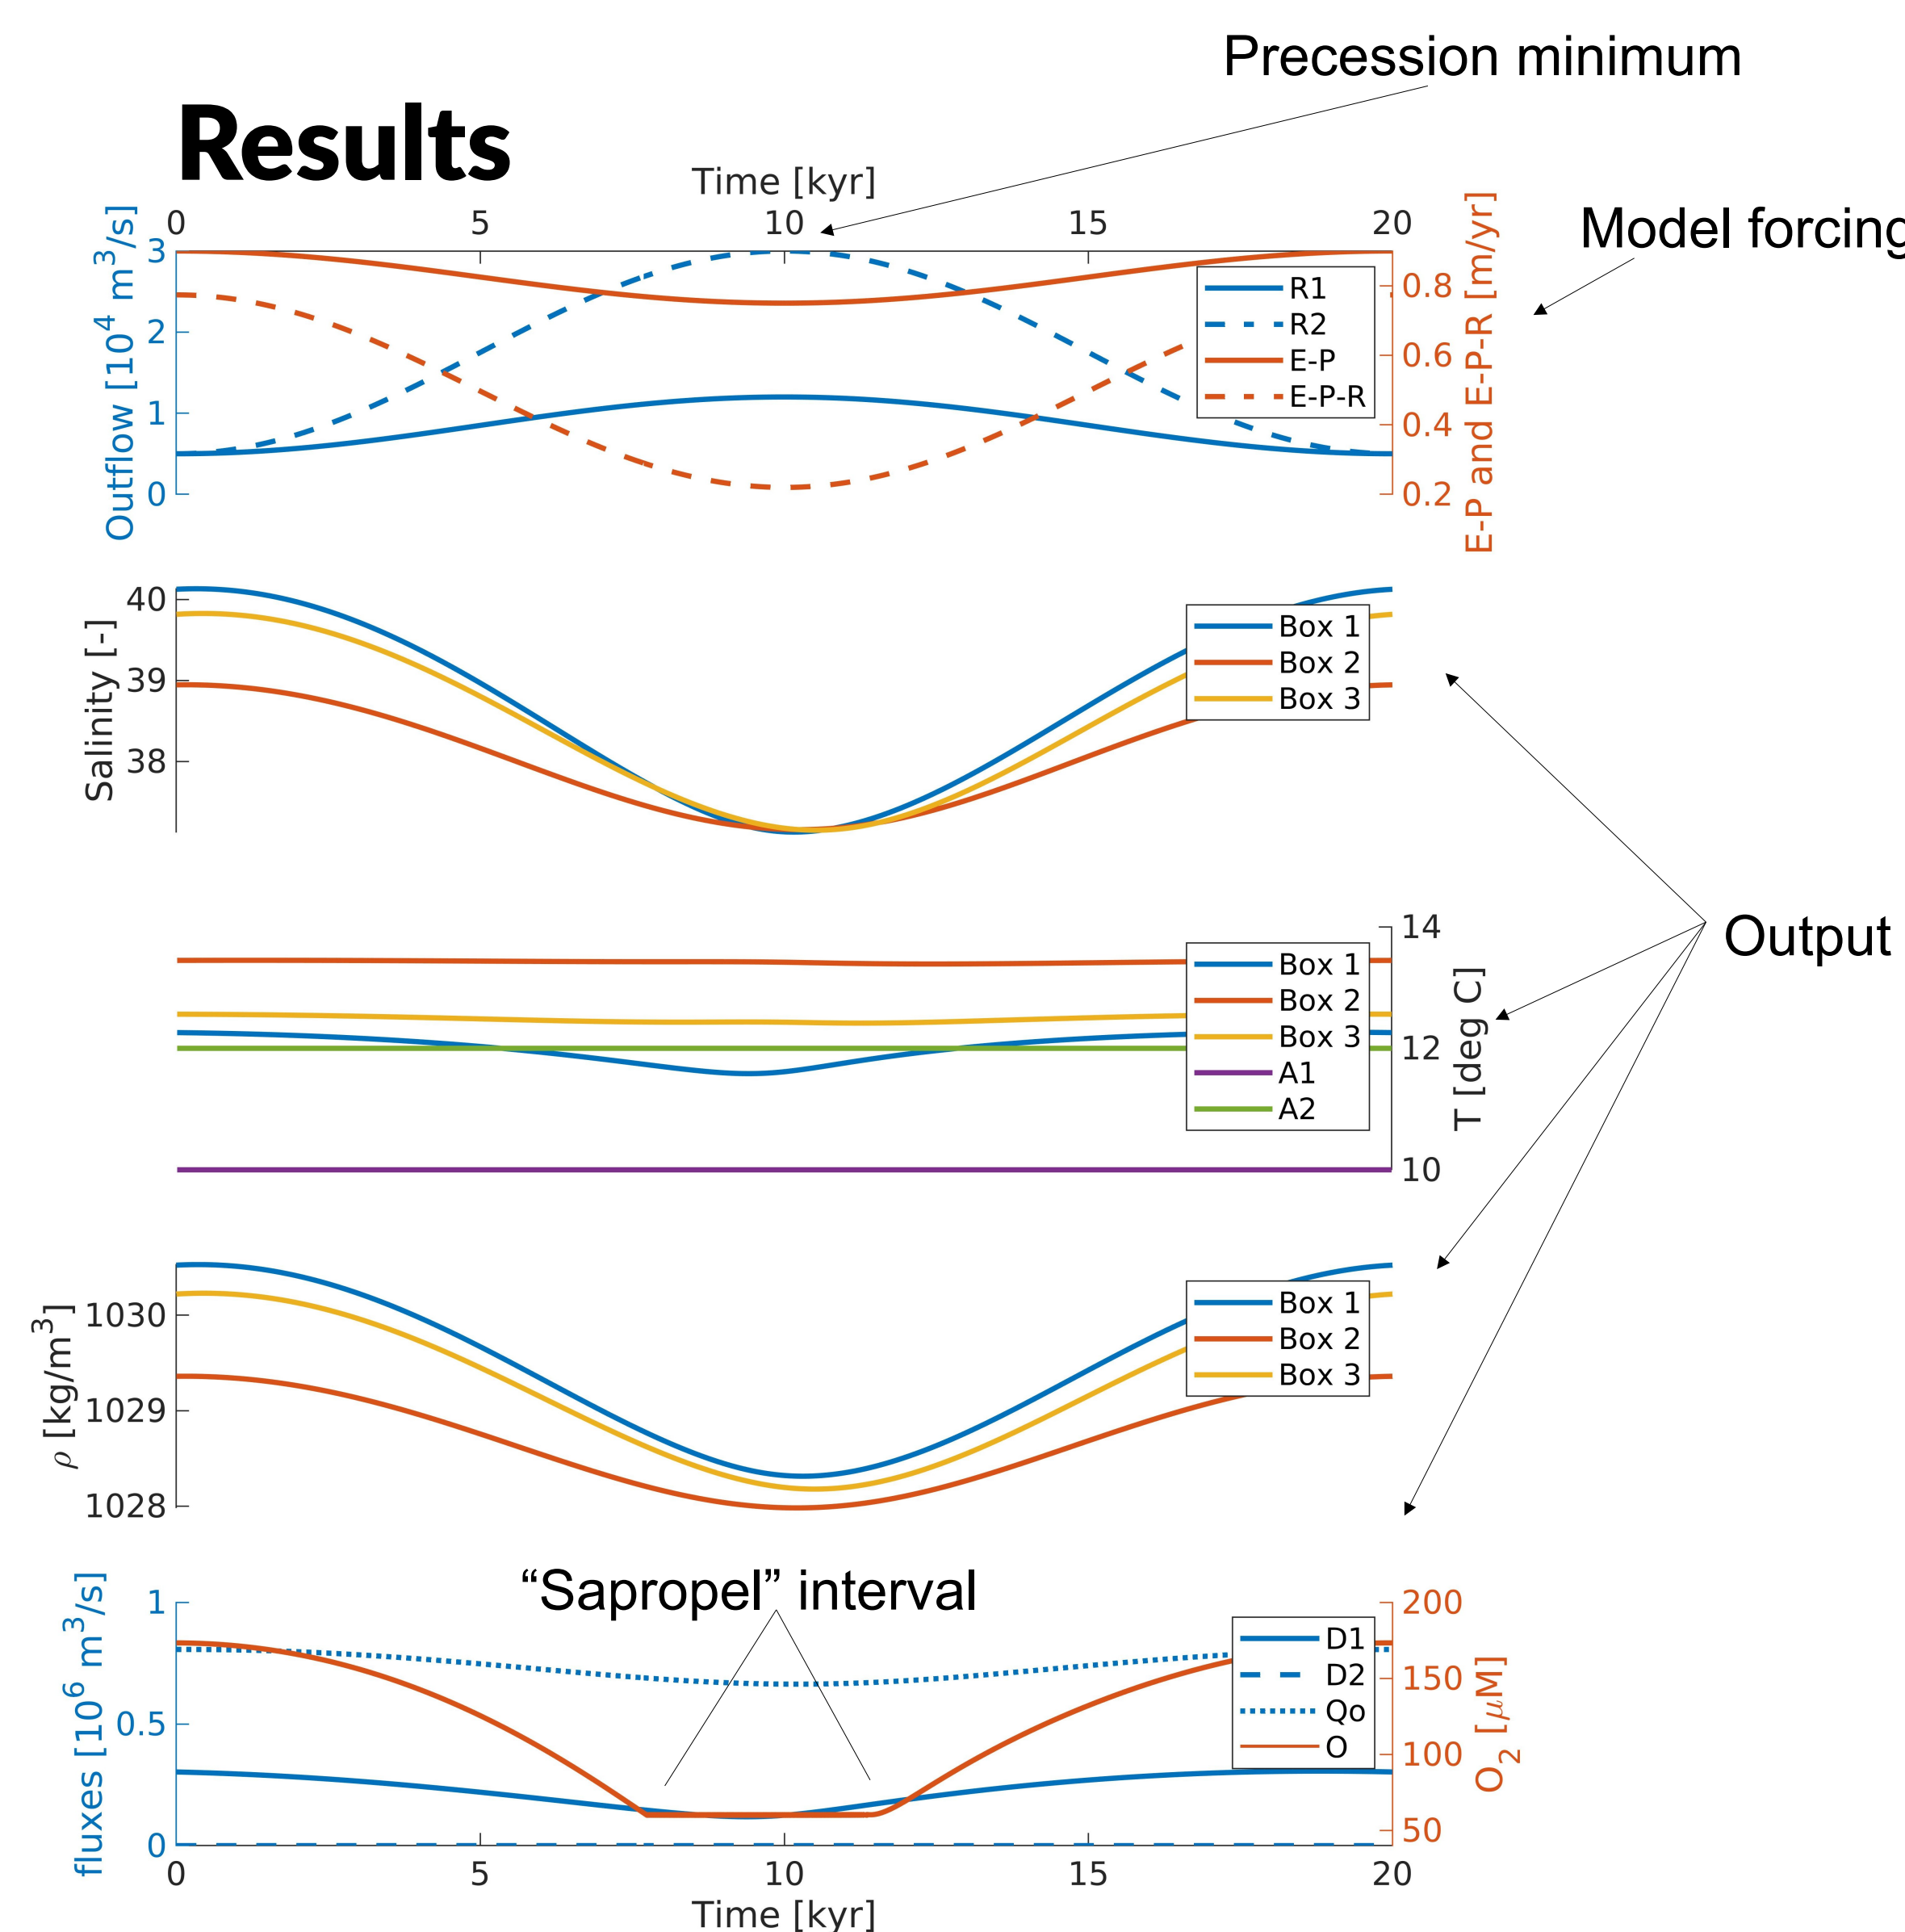 Precession minimum
Results
Time [kyr]
0 5 10 15 20
Model forcing
Outflow [10^4 m^3/s]
3
2
1
0
E-P and E-P-R [m/yr]
0.8
0.6
0.4
0.2
R1
R2
E-P
E-P-R
Salinity [-]
40
39
38
Box 1
Box 2
Box 3
Output
T [deg C]
14
12
10
Box 1
Box 2
Box 3
A1
A2
ρ [kg/m^3]
1030
1029
1028
Box 1
Box 2
Box 3
“Sapropel” interval
fluxes [10^6 m^3/s]
1
0.5
0
O_2 [μM]
200
150
100
50
D1
D2
Qo
O
0 5 10 15 20
Time [kyr]